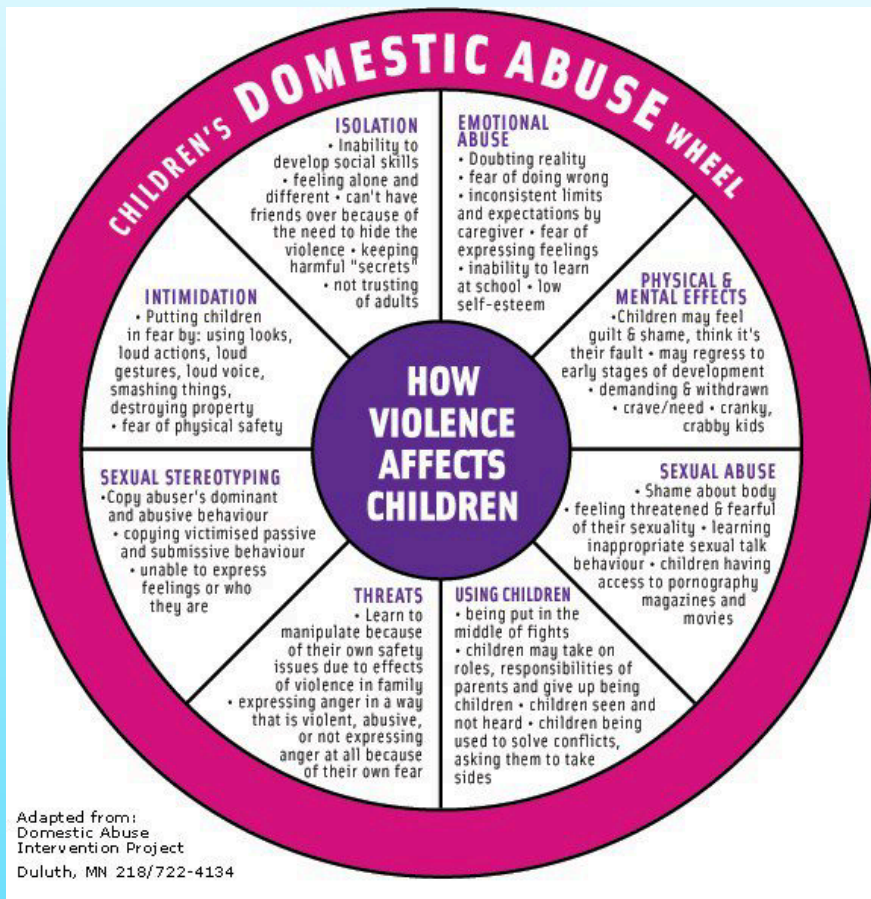 CHILDREN'S DOMESTIC ABUSE WHEEL
ISOLATION
• Inability to
develop social skills
• feeling alone and
different • can't have
friends over because of
the need to hide the
violence • keeping
harmful "secrets"
• not trusting
of adults
EMOTIONAL
ABUSE
• Doubting reality
• fear of doing wrong
• inconsistent limits
and expectations by
caregiver • fear of
expressing feelings
• inability to learn
at school • low
self-esteem
PHYSICAL &
MENTAL EFFECTS
•Children may feel
guilt & shame, think it's
their fault • may regress to
early stages of development
• demanding & withdrawn
• crave/need • cranky,
crabby kids
SEXUAL ABUSE
• Shame about body
• feeling threatened & fearful
of their sexuality • learning
inappropriate sexual talk
behaviour • children having
access to pornography
magazines and
movies
USING CHILDREN
• being put in the
middle of fights
• children may take on
roles, responsibilities of
parents and give up being
children • children seen and
not heard • children being
used to solve conflicts,
asking them to take
sides
THREATS
• Learn to
manipulate because
of their own safety
issues due to effects
of violence in family
• expressing anger in a way
that is violent, abusive,
or not expressing
anger at all because
of their own fear
SEXUAL STEREOTYPING
•Copy abuser's dominant
and abusive behaviour
• copying victimised passive
and submissive behaviour
• unable to express
feelings or who
they are
INTIMIDATION
• Putting children
in fear by: using looks,
loud actions, loud
gestures, loud voice,
smashing things,
destroying property
• fear of physical safety
HOW
VIOLENCE
AFFECTS
CHILDREN
Adapted from:
Domestic Abuse
Intervention Project
Duluth, MN 218/722-4134